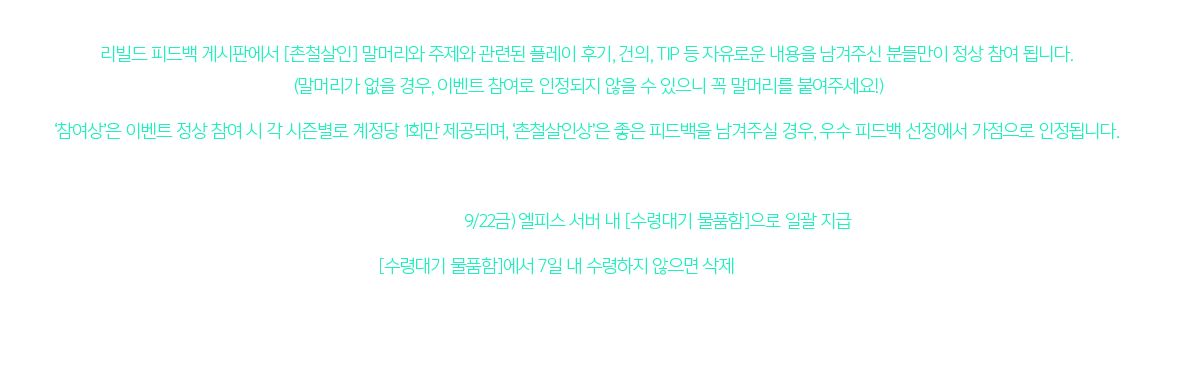 리빌드 피드백 게시판에서 [촌철살인] 말머리와 주제와 관련된 플레이 후기, 건의, TIP 등 자유로운 내용을 남겨주신 분들만이 정상 참여 됩니다.
(말머리가 없을 경우, 이벤트 참여로 인정되지 않을 수 있으니 꼭 말머리를 붙여주세요!)
'참여상'은 이벤트 정상 참여 시 각 시즌별로 계정당 1회만 제공되며, '촌철살인상'은 좋은 피드백을 남겨주실 경우, 우수 피드백 선정에서 가점으로 인정됩니다.
9/22금) 엘피스 서버 내 [수령대기 물품함]으로 일괄 지급
[수령대기 물품함]에서 7일 내 수령하지 않으면 삭제